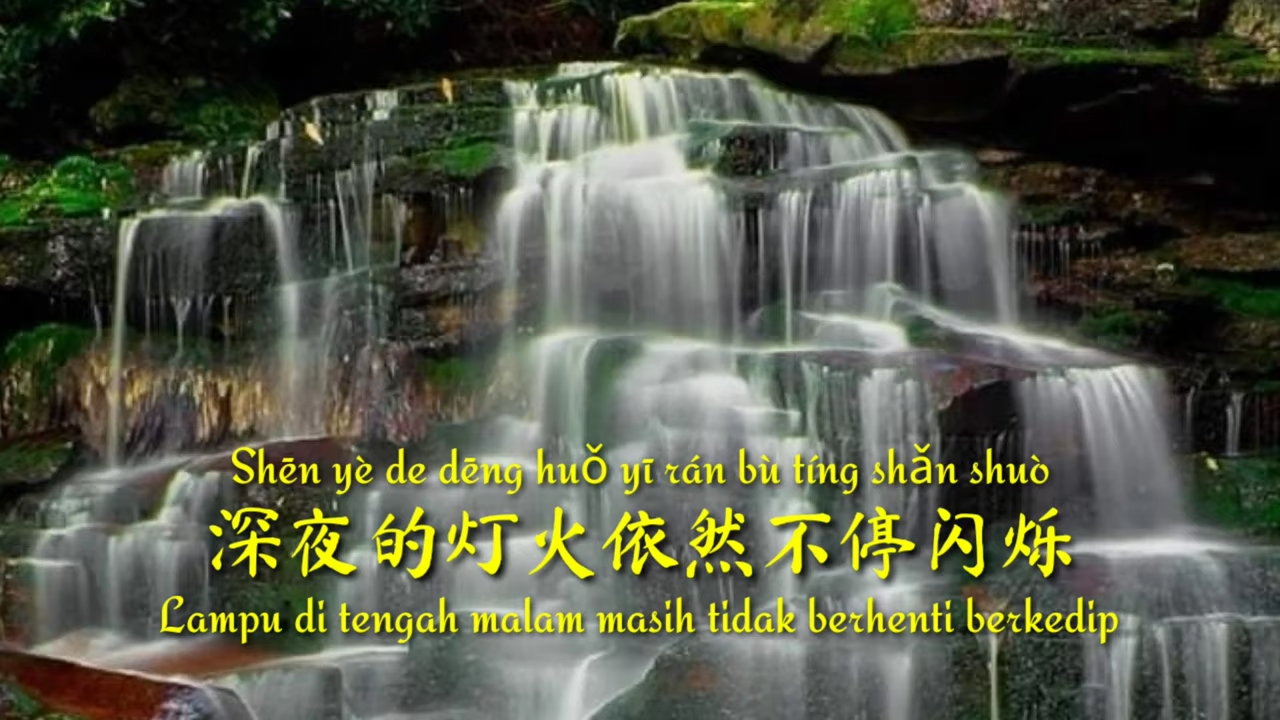 Shēn yè de dēng huǒ yī rán bù tíng shǎn shuò
深夜的灯火依然不停闪烁
Lampu di tengah malam masih tidak berhenti berkedip